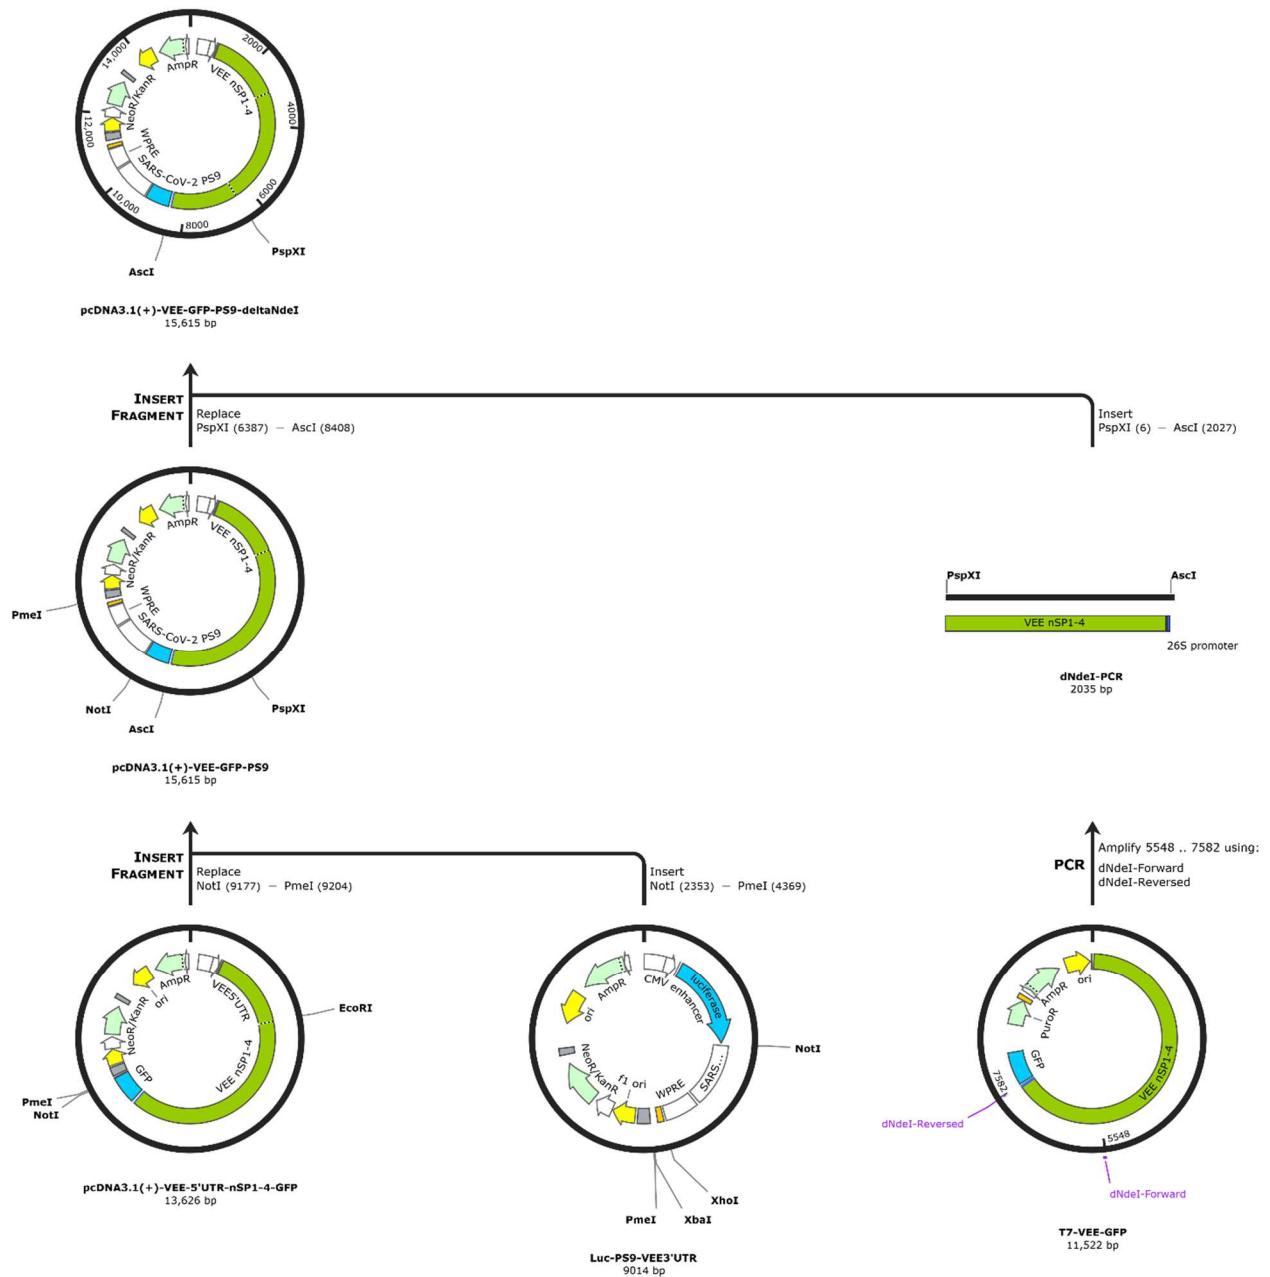 14,000
2000
4000
6000
8000
10,000
12,000
AmpR
VEE nSP1-4
NeoR/KanR
WPRE
SARS-CoV-2 PS9
PspXI
AscI
pcDNA3.1(+)-VEE-GFP-PS9-deltaNdeI
15,615 bp
INSERT
FRAGMENT
Replace
PspXI (6387) – AscI (8408)
Insert
PspXI (6) – AscI (2027)
AmpR
VEE nSP1-4
NeoR/KanR
WPRE
SARS-CoV-2 PS9
PmeI
NotI
AscI
PspXI
pcDNA3.1(+)-VEE-GFP-PS9
15,615 bp
PspXI
AscI
VEE nSP1-4
26S promoter
dNdeI-PCR
2035 bp
INSERT
FRAGMENT
Replace
NotI (9177) – PmeI (9204)
Insert
NotI (2353) – PmeI (4369)
PCR
Amplify 5548 .. 7582 using:
dNdeI-Forward
dNdeI-Reversed
AmpR
ori
VEE5'UTR
NeoR/KanR
GFP
VEE nSP1-4
EcoRI
PmeI
NotI
pcDNA3.1(+)-VEE-5'UTR-nSP1-4-GFP
13,626 bp
AmpR
CMV enhancer
luciferase
ori
NeoR/KanR
f1 ori
WPRE
SARS...
NotI
XhoI
XbaI
PmeI
Luc-PS9-VEE3'UTR
9014 bp
ori
AmpR
PuroR
GFP
VEE nSP1-4
7582
5548
dNdeI-Reversed
dNdeI-Forward
T7-VEE-GFP
11,522 bp